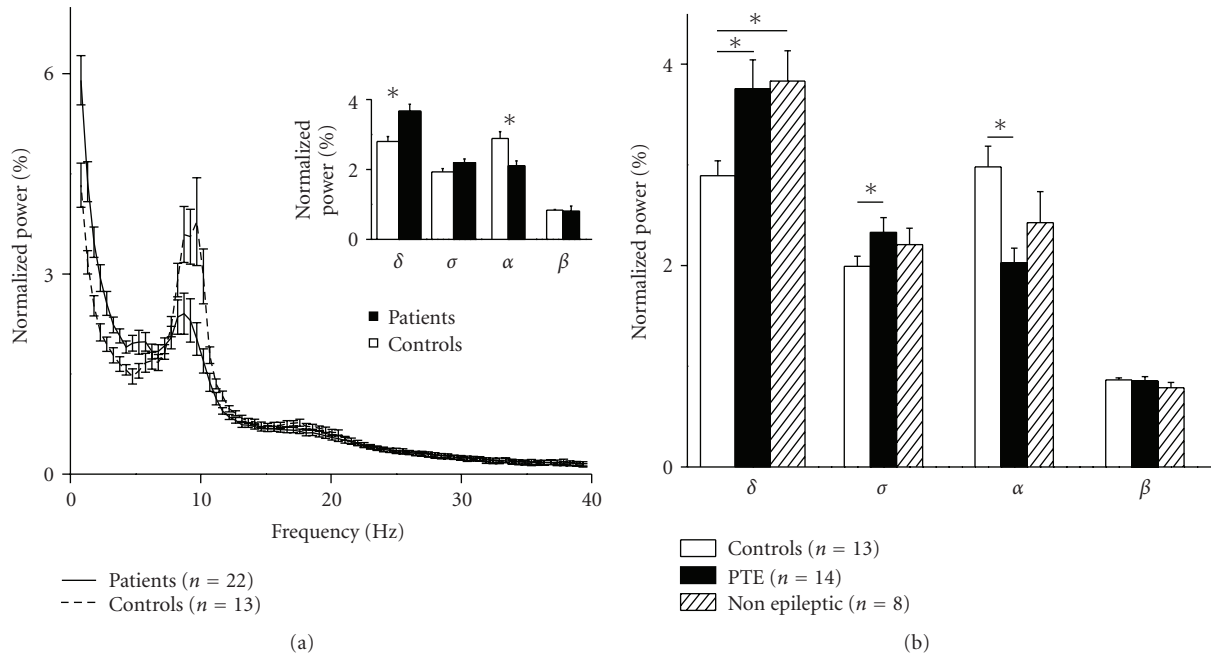 6
3
0
Normalized power (%)
0
10
20
30
40
Frequency (Hz)
4
2
0
Normalized
power (%)
*
*
δ
σ
α
β
Patients
Controls
Patients (n = 22)
Controls (n = 13)
(a)
4
2
0
Normalized power (%)
*
*
*
*
δ
σ
α
β
Controls (n = 13)
PTE (n = 14)
Non epileptic (n = 8)
(b)